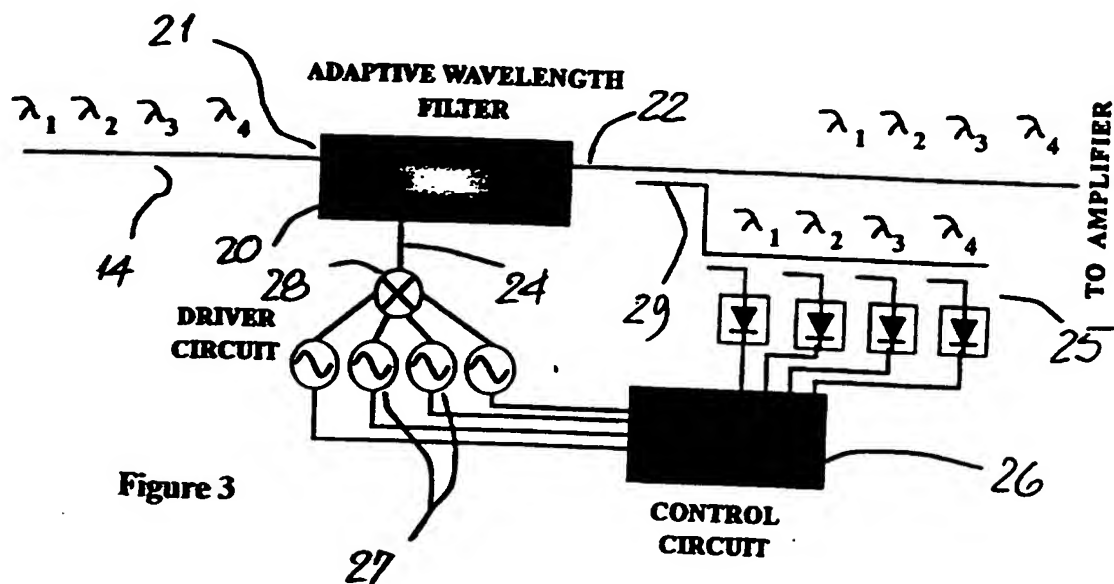 21
ADAPTIVE WAVELENGTH
FILTER
22
λ1 λ2 λ3 λ4
λ1 λ2 λ3 λ4
TO AMPLIFIER
14
20
28
24
29
λ1 λ2 λ3 λ4
25
DRIVER
CIRCUIT
26
Figure 3
27
CONTROL
CIRCUIT